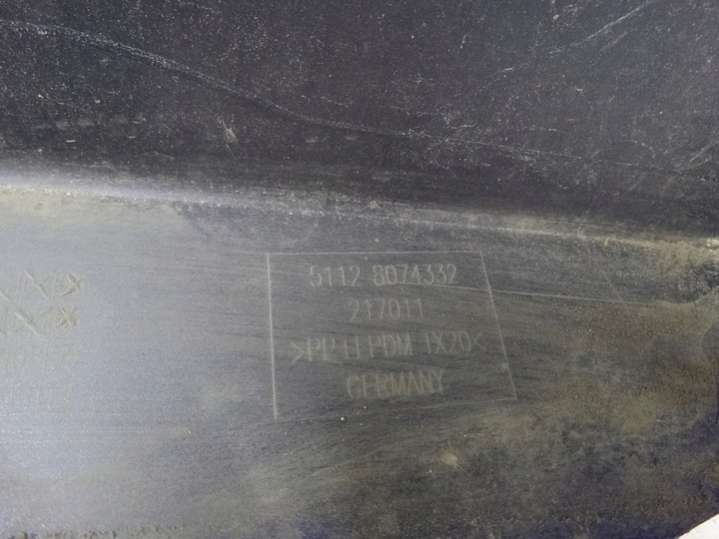 5112 8074332
217011
>PP EPDM TX20<
GERMANY